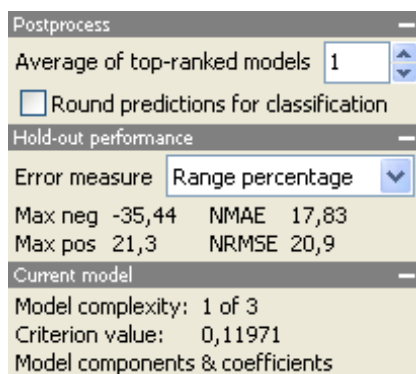 Postprocess
Average of top-ranked models 1
Round predictions for classification
Hold-out performance
Error measure Range percentage
Max neg -35,44 NMAE 17,83
Max pos 21,3 NRMSE 20,9
Current model
Model complexity: 1 of 3
Criterion value: 0,11971
Model components & coefficients